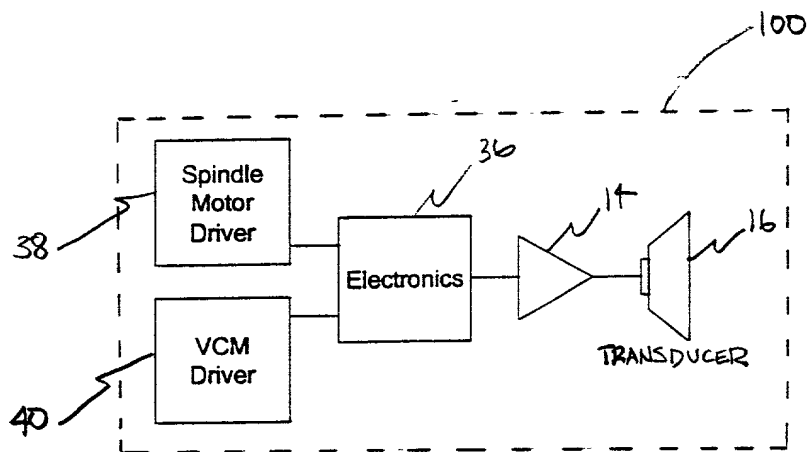 100
Spindle
Motor
Driver
38
36
Electronics
14
16
TRANSDUCER
VCM
Driver
40